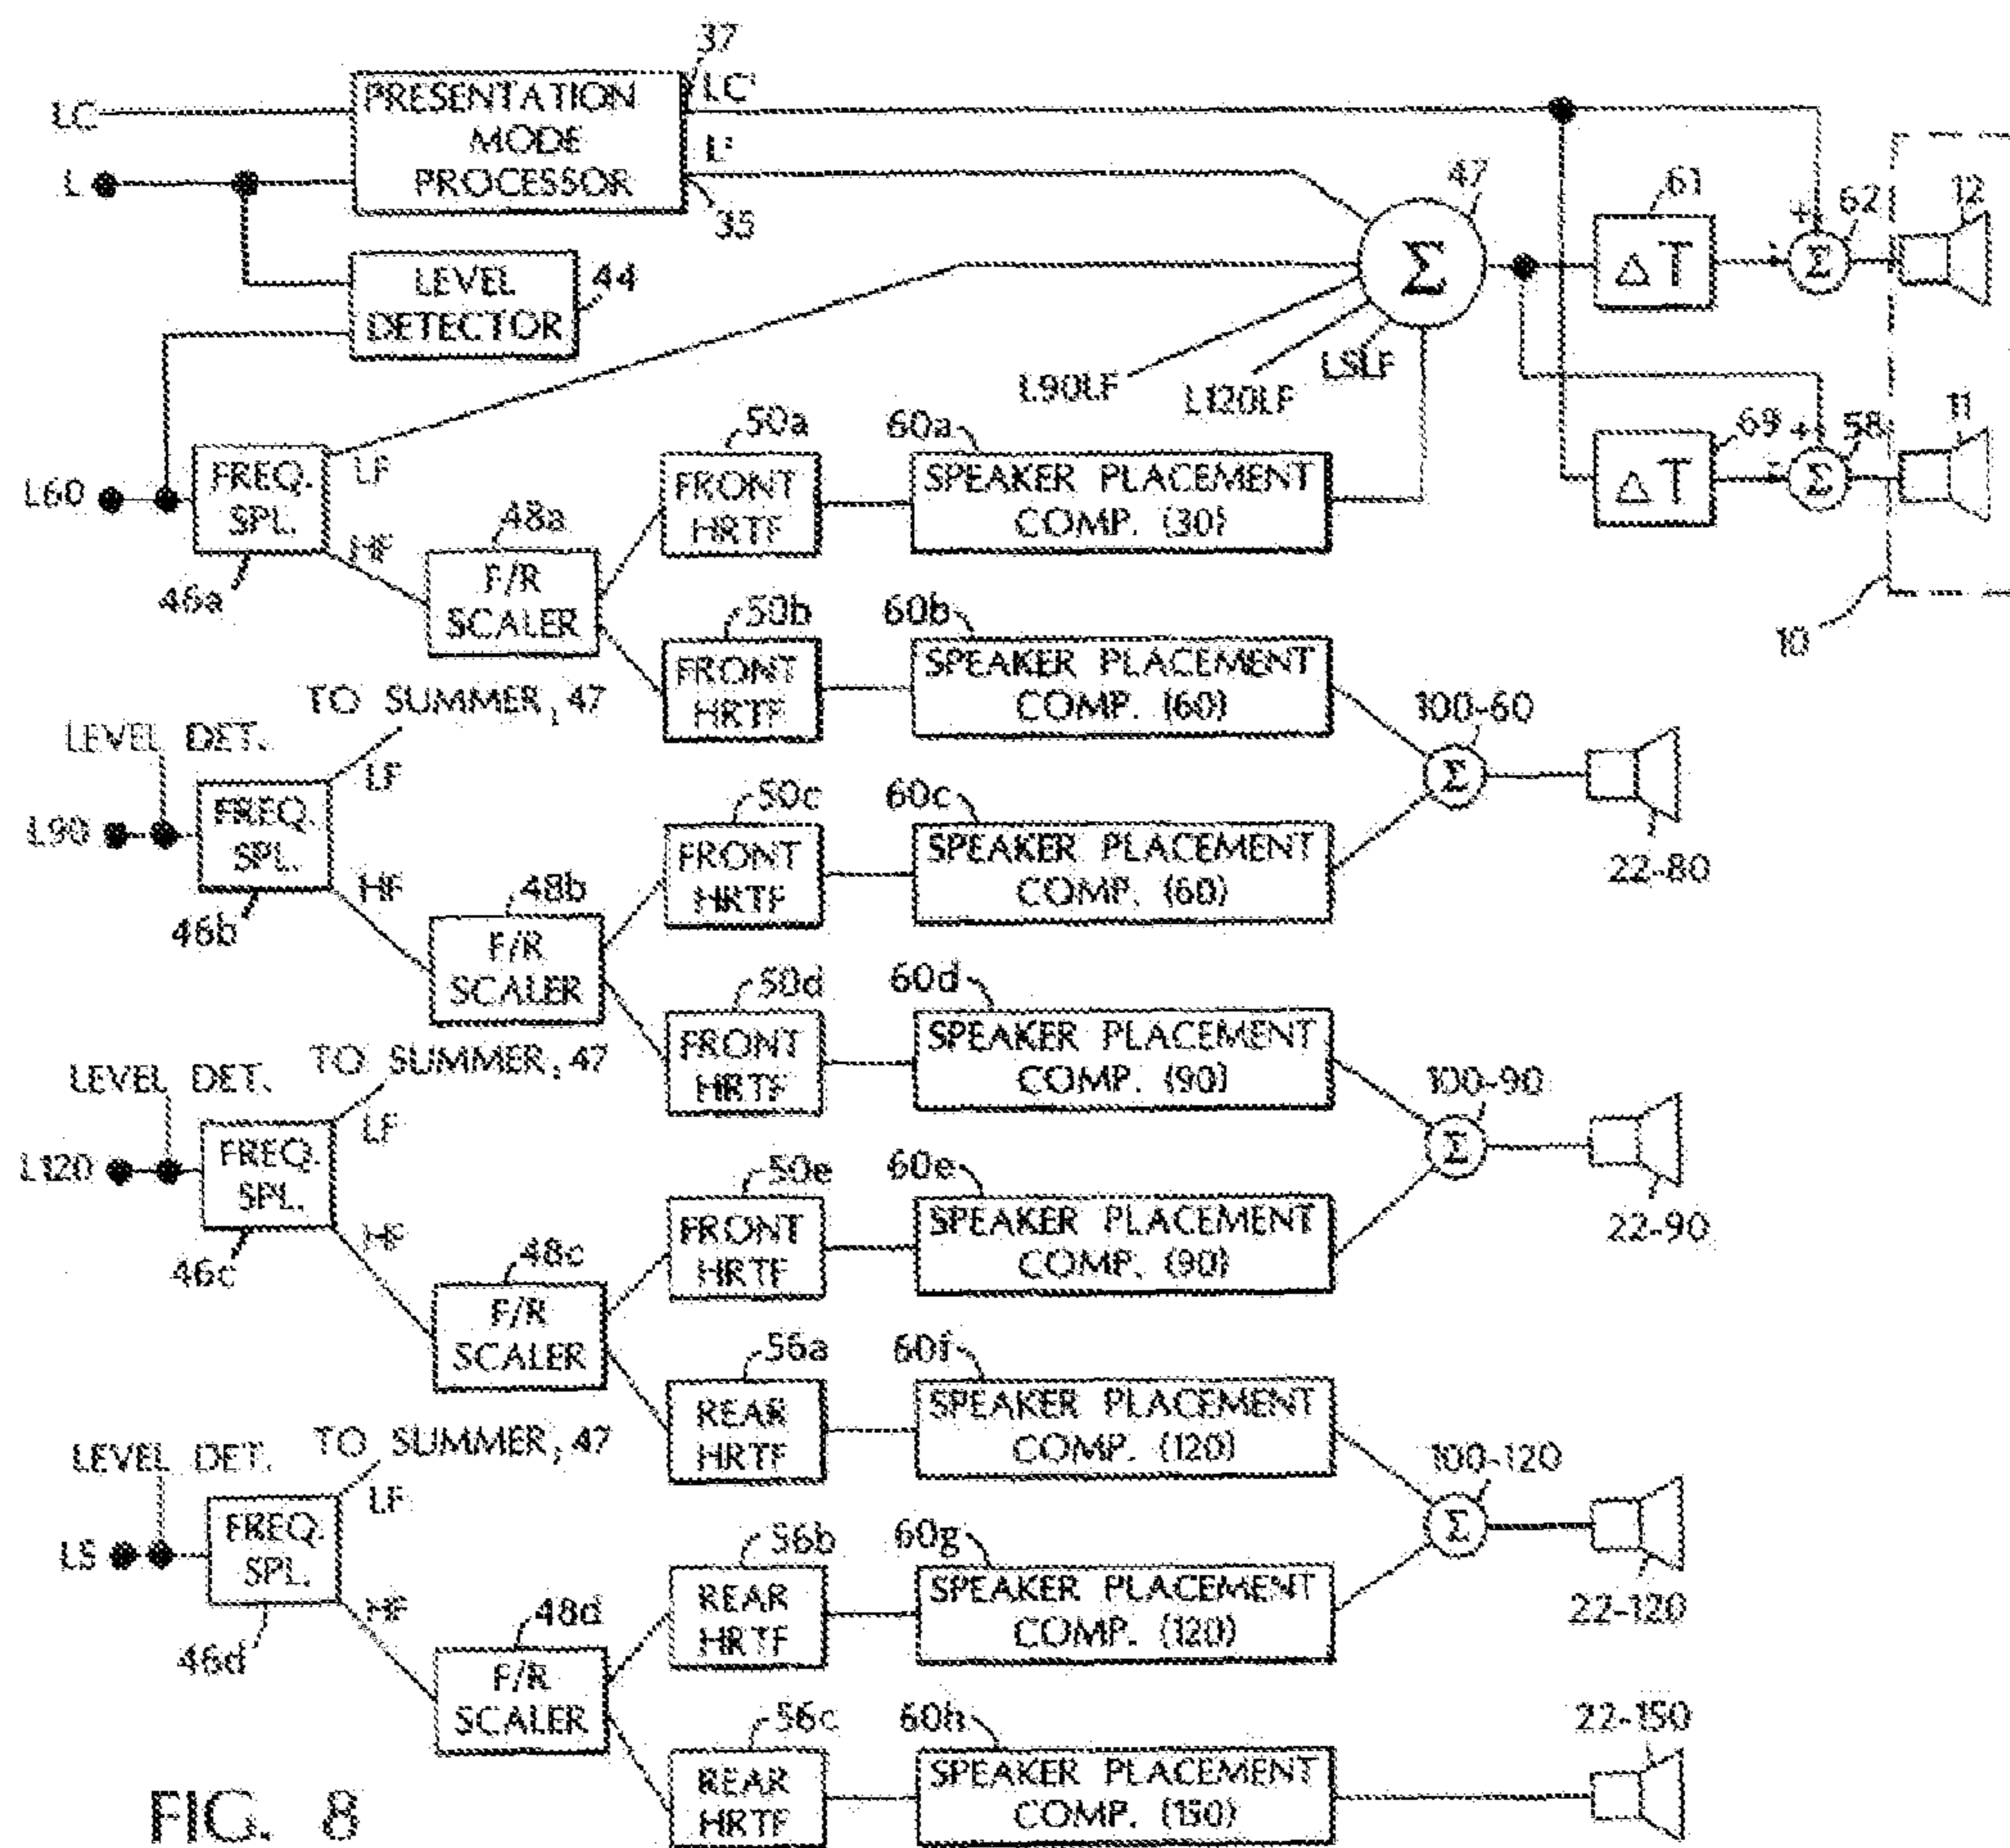 37
LC
PRESENTATION MODE PROCESSOR
LC'
L
L'
35
47
61
62
12
LEVEL DETECTOR
44
Σ
ΔT
+
-
Σ
L90LF
L120LF
LSLF
50a
60a
69
+
58
11
L60
FREQ. SPL.
LF
FRONT HRTF
SPEAKER PLACEMENT COMP. (30)
ΔT
-
Σ
HF
48a
46a
F/R SCALER
50b
60b
10
TO SUMMER, 47
FRONT HRTF
SPEAKER PLACEMENT COMP. (60)
100-60
LEVEL DET.
LF
Σ
L90
FREQ. SPL.
50c
60c
HF
48b
FRONT HRTF
SPEAKER PLACEMENT COMP. (60)
22-80
46b
F/R SCALER
50d
60d
TO SUMMER, 47
FRONT HRTF
SPEAKER PLACEMENT COMP. (90)
100-90
LEVEL DET.
LF
Σ
L120
FREQ. SPL.
50e
60e
HF
48c
FRONT HRTF
SPEAKER PLACEMENT COMP. (90)
22-90
46c
F/R SCALER
56a
60f
TO SUMMER, 47
REAR HRTF
SPEAKER PLACEMENT COMP. (120)
100-120
LEVEL DET.
LF
Σ
LS
FREQ. SPL.
56b
60g
HF
48d
REAR HRTF
SPEAKER PLACEMENT COMP. (120)
22-120
46d
F/R SCALER
56c
60h
22-150
REAR HRTF
SPEAKER PLACEMENT COMP. (150)
FIG. 8